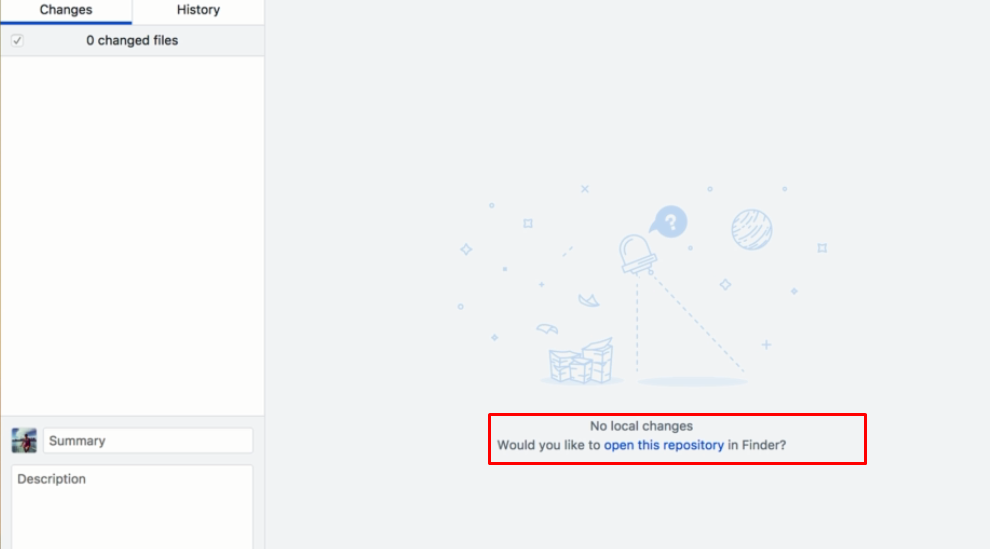 Changes
History
0 changed files
?
No local changes
Would you like to open this repository in Finder?
Summary
Description